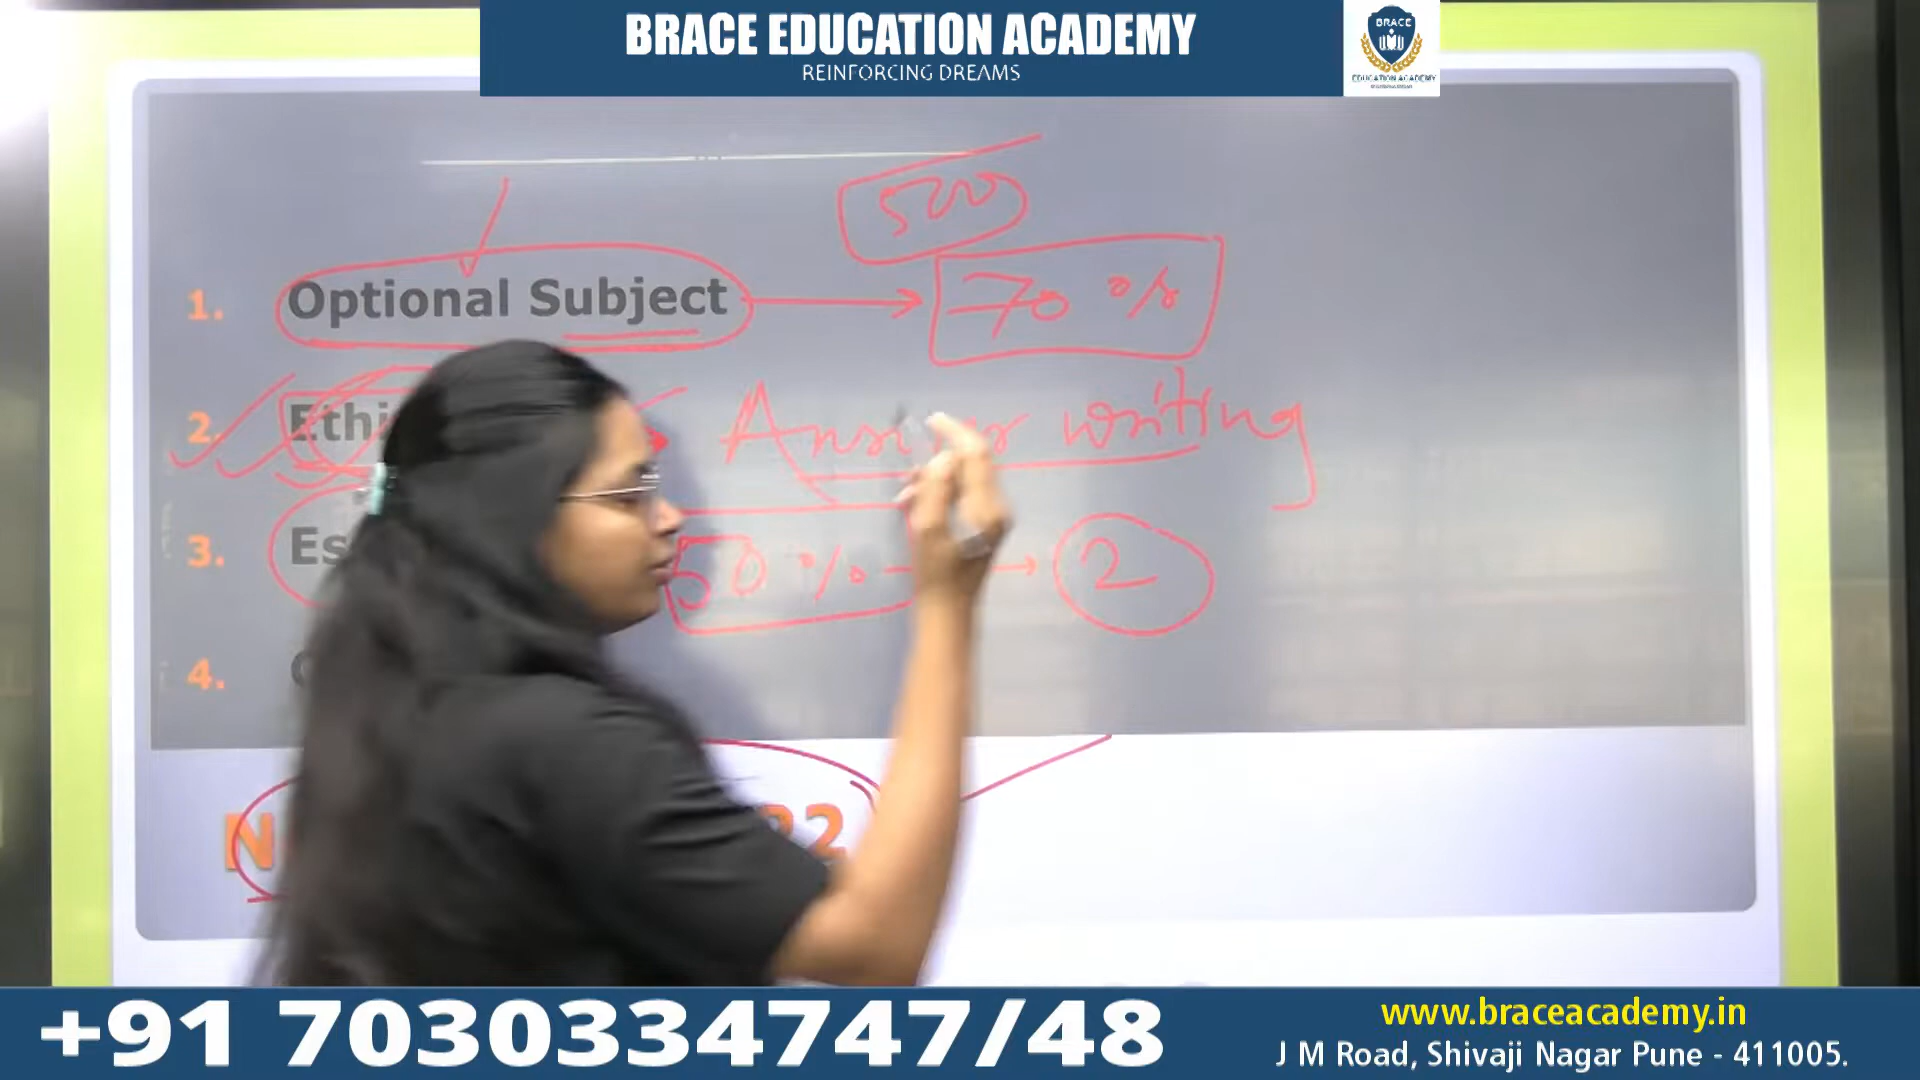 BRACE EDUCATION ACADEMY
REINFORCING DREAMS
BRACE
EDUCATION ACADEMY
500
1. Optional Subject 70 %
2. Answer writing
3. 50 % 2
4.
+91 7030334747/48
www.braceacademy.in
J M Road, Shivaji Nagar Pune - 411005.